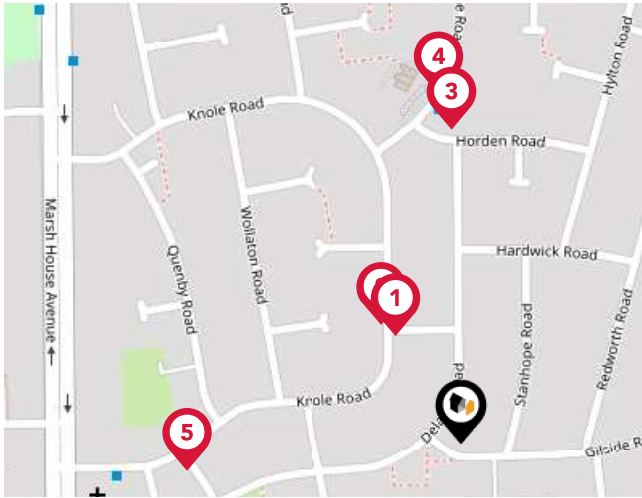 4
3
Knole Road
Horden Road
Hylton Road
Hardwick Road
Wollaton Road
Quenby Road
Marsh House Avenue
1
Stanhope Road
Redworth Road
Knole Road
5